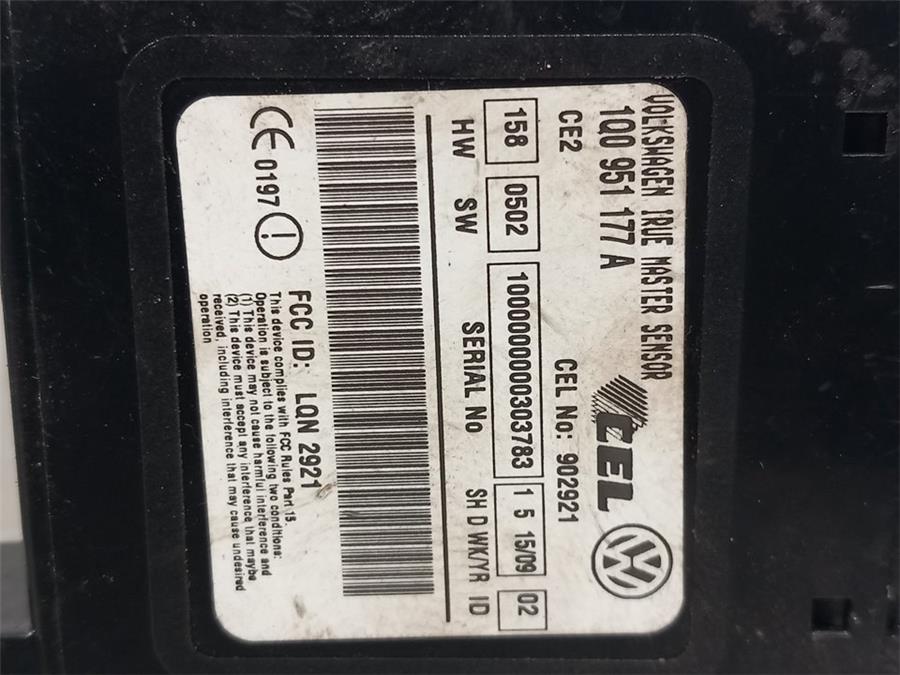 VOLKSWAGEN IRUE MASTER SENSOR
1Q0 951 177 A
CEL
CE2
CEL No: 902921
158 0502 1000000000303783 1 5 15/09 02
HW SW SERIAL No SH D WK/YR ID
CE 0197
FCC ID: LQN 2921
This device complies with FCC Rules Part 15.
Operation is subject to the following two conditions:
(1) This device may not cause harmful interference and
(2) This device must accept any interference that maybe
received, including interference that may cause undesired
operation